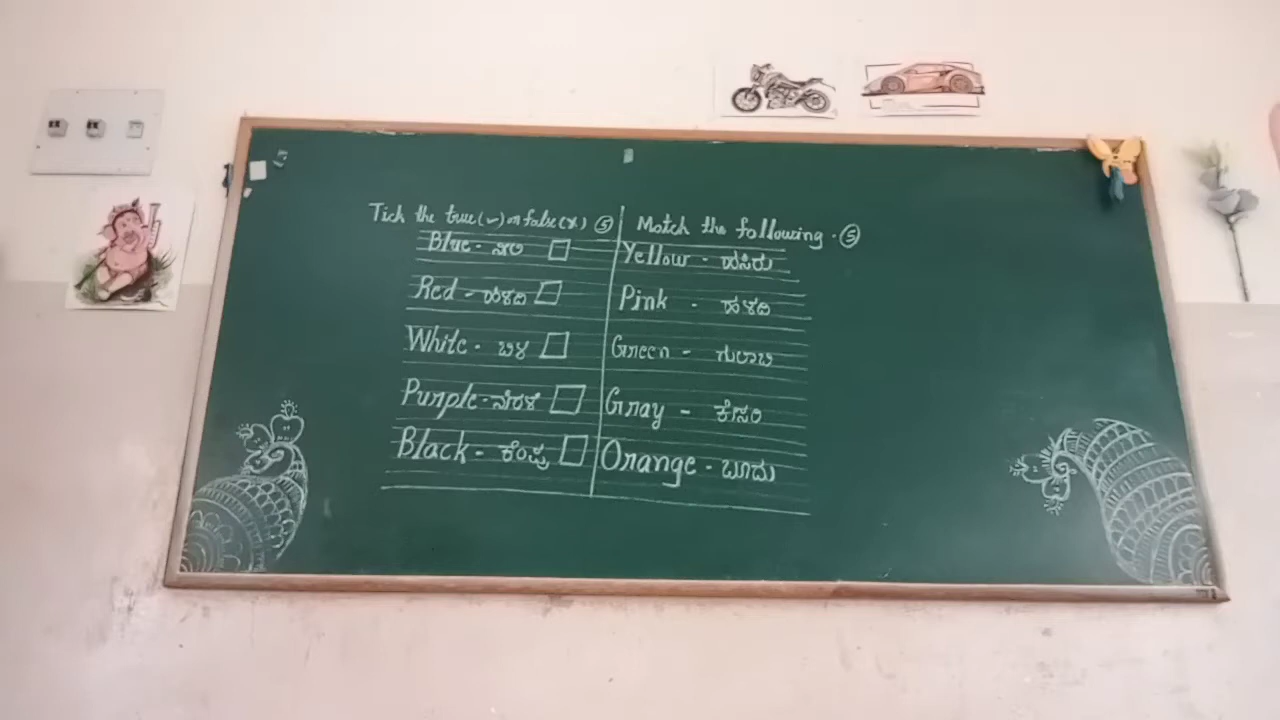 Tick the true (✓) or false (x) ⑤
Blue - ನೀಲಿ
Red - ಹಳದಿ
White - ಬಿಳಿ
Purple - ನೇರಳೆ
Black - ಕೆಂಪು
Match the following. ⑤
Yellow - ಹಸಿರು
Pink - ಹಳದಿ
Green - ಗುಲಾಬಿ
Gray - ಕೇಸರಿ
Orange - ಬೂದು